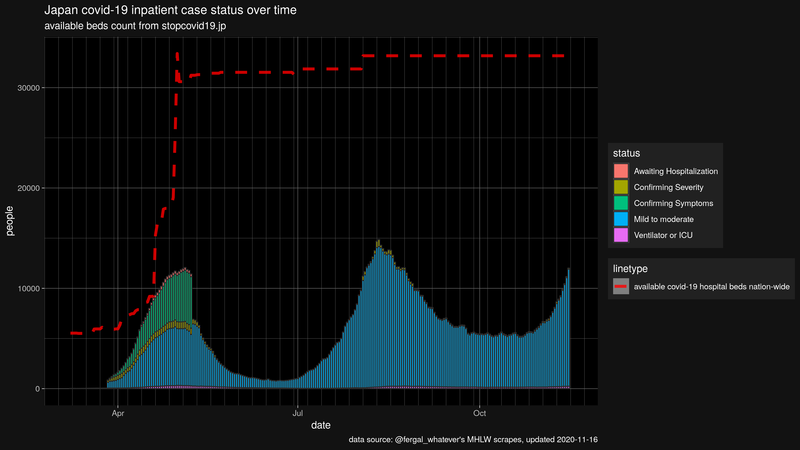 Japan covid-19 inpatient case status over time
available beds count from stopcovid19.jp
people
30000
20000
10000
0
Apr
Jul
Oct
date
status
Awaiting Hospitalization
Confirming Severity
Confirming Symptoms
Mild to moderate
Ventilator or ICU
linetype
available covid-19 hospital beds nation-wide
data source: @fergal_whatever's MHLW scrapes, updated 2020-11-16